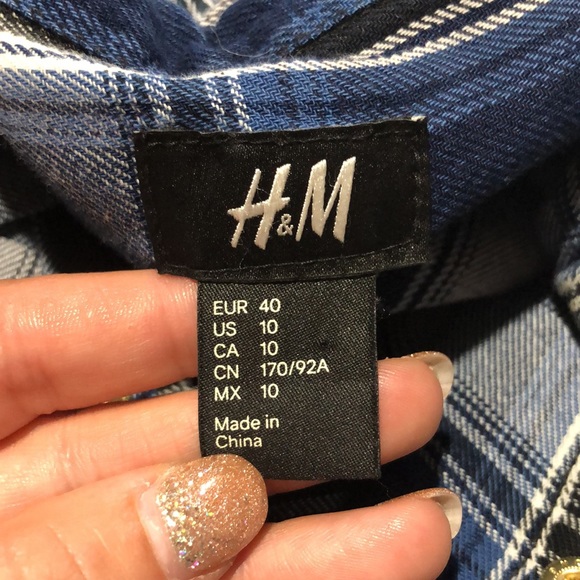 H&M
EUR 40
US 10
CA 10
CN 170/92A
MX 10
Made in
China